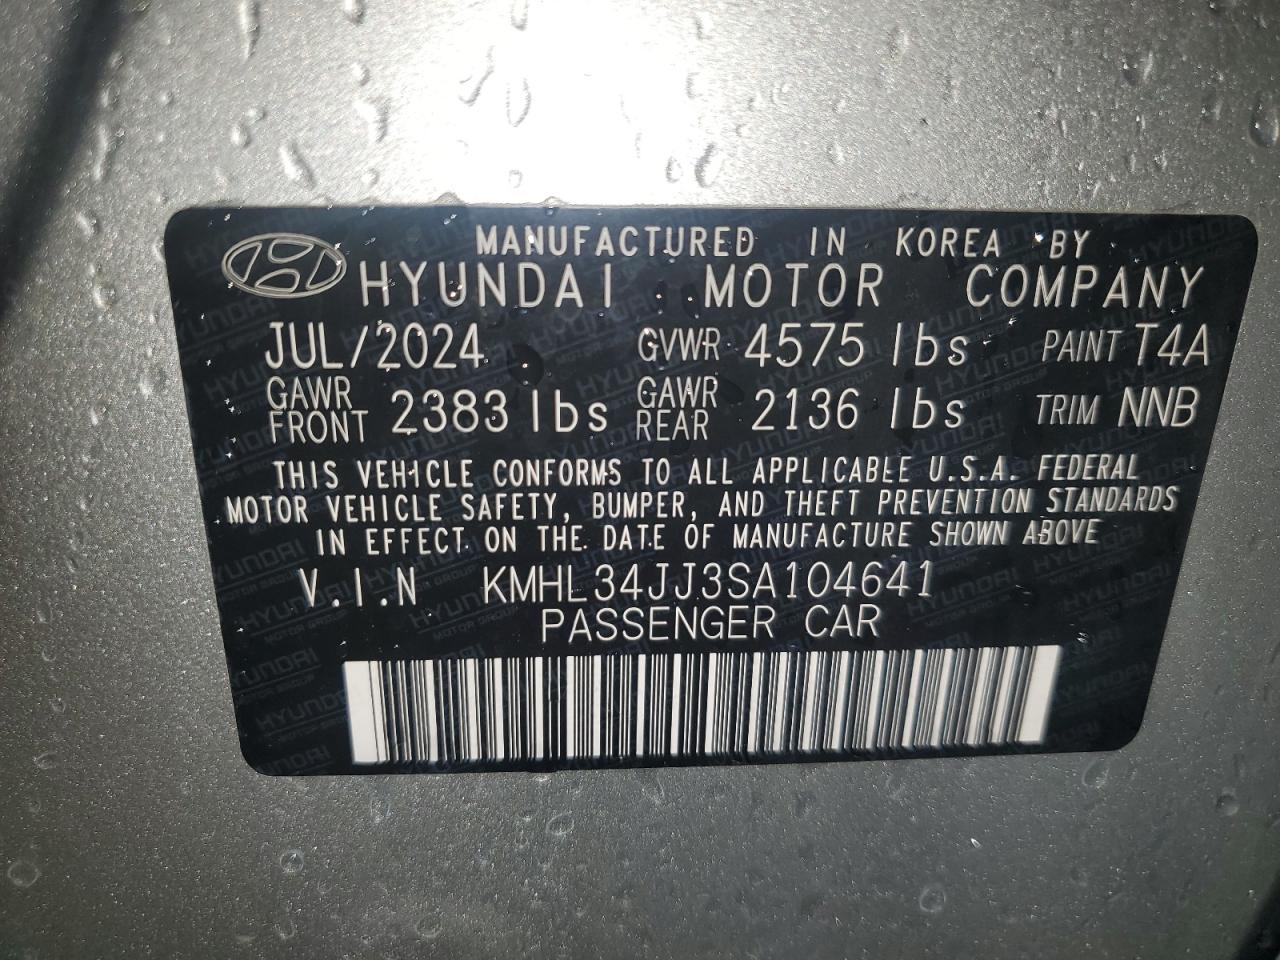 MANUFACTURED IN KOREA BY
HYUNDAI MOTOR COMPANY
JUL/2024 GVWR 4575 lbs PAINT T4A
GAWR FRONT 2383 lbs GAWR REAR 2136 lbs TRIM NNB
THIS VEHICLE CONFORMS TO ALL APPLICABLE U.S.A. FEDERAL
MOTOR VEHICLE SAFETY, BUMPER, AND THEFT PREVENTION STANDARDS
IN EFFECT ON THE DATE OF MANUFACTURE SHOWN ABOVE
V.I.N KMHL34JJ3SA104641
PASSENGER CAR